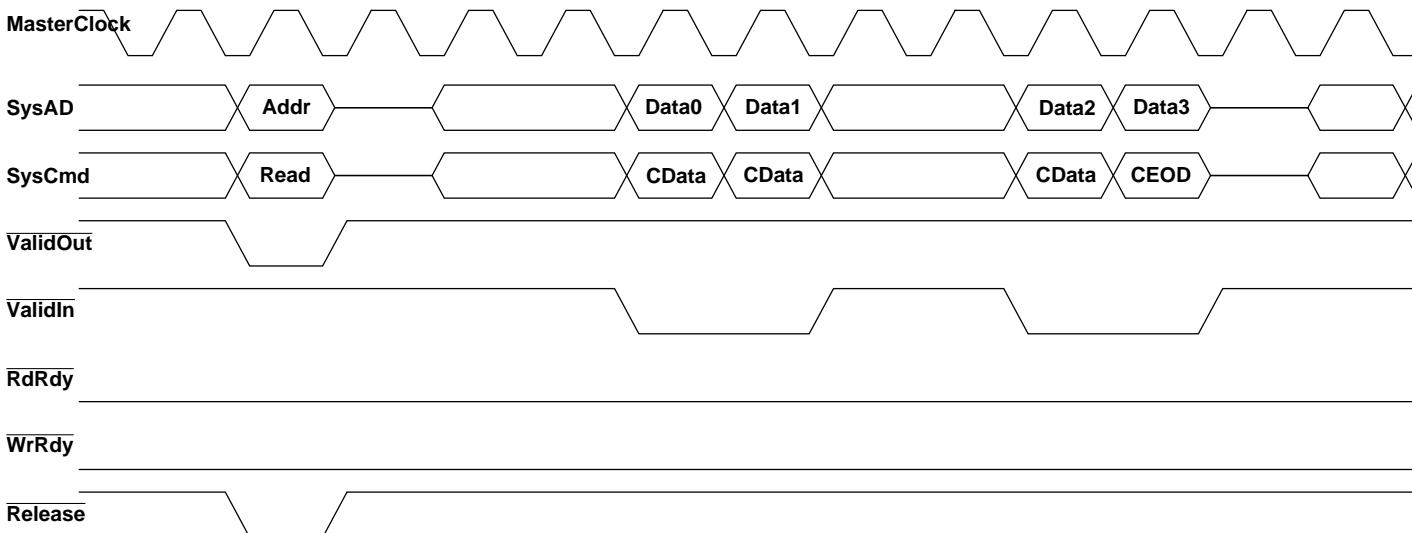 MasterClock
SysAD Addr Data0 Data1 Data2 Data3
SysCmd Read CData CData CData CEOD
ValidOut
ValidIn
RdRdy
WrRdy
Release